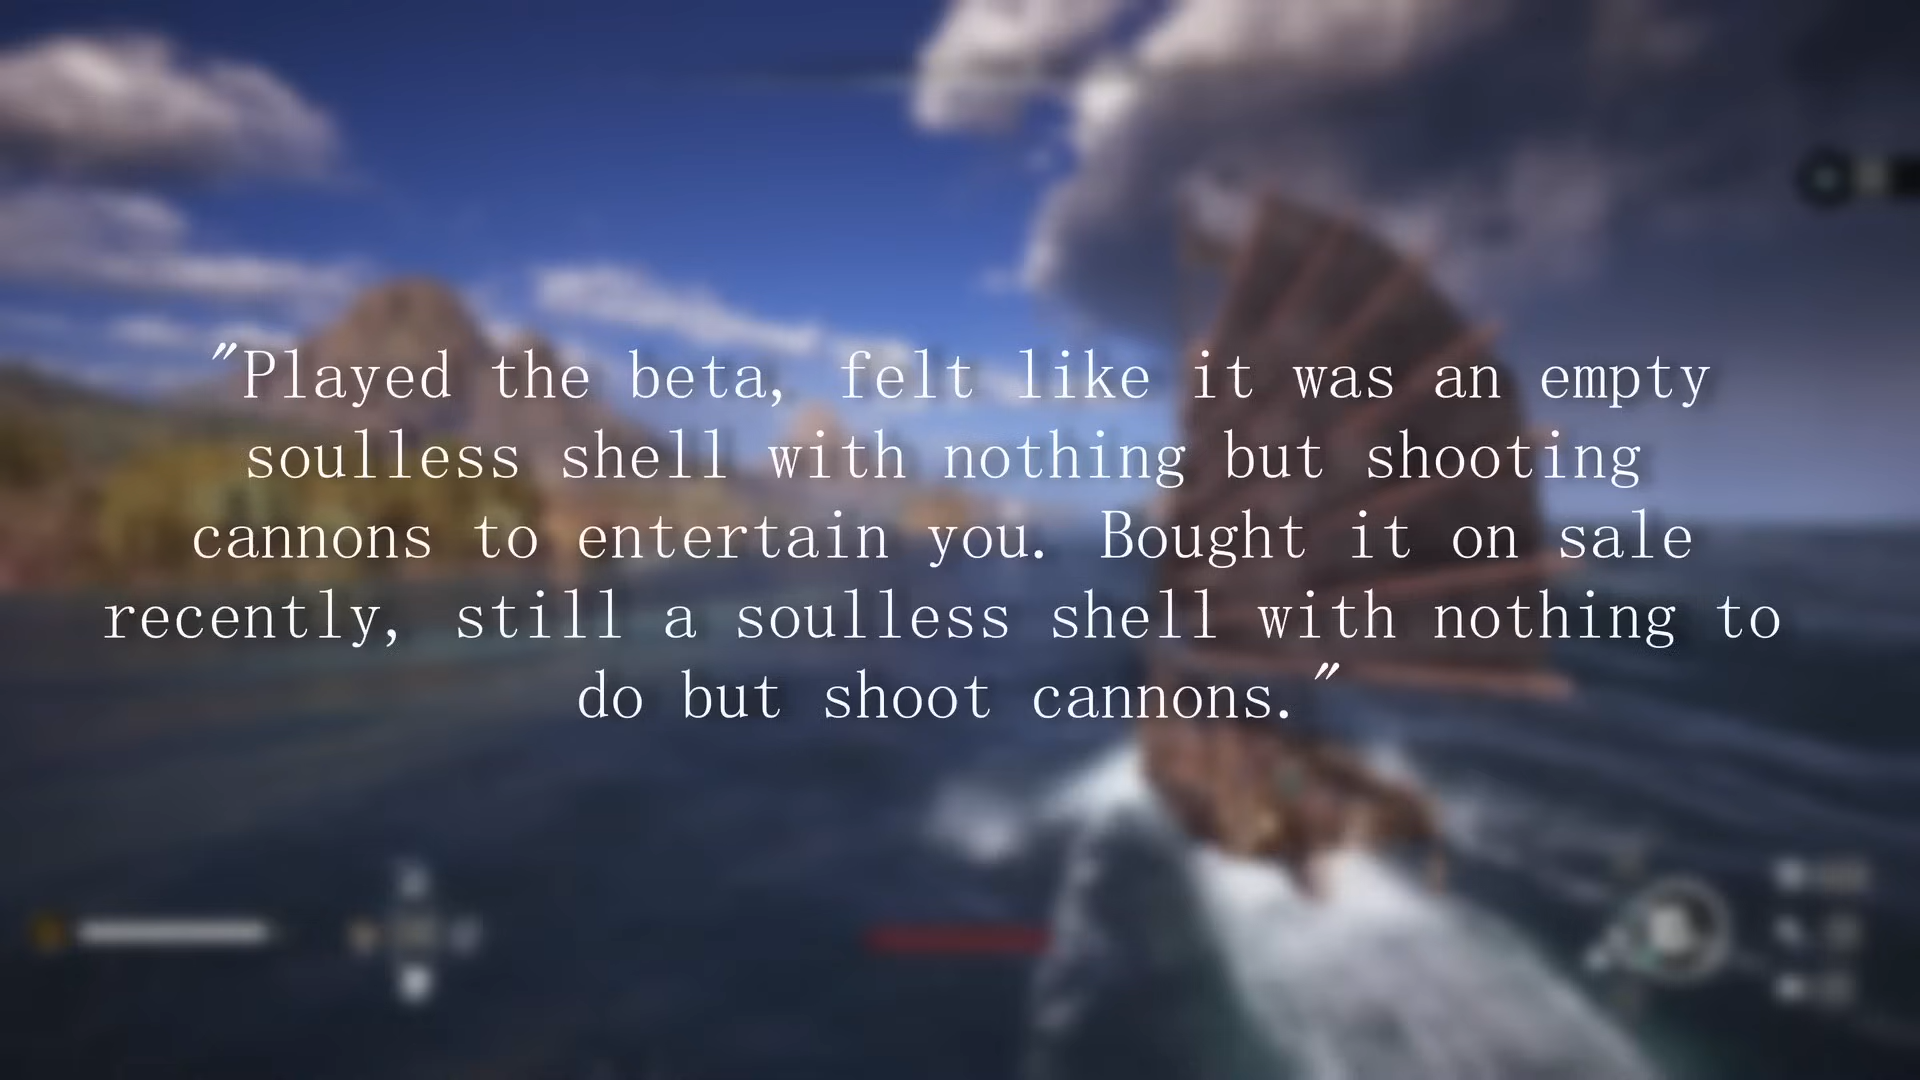 "Played the beta, felt like it was an empty
soulless shell with nothing but shooting
cannons to entertain you. Bought it on sale
recently, still a soulless shell with nothing to
do but shoot cannons."